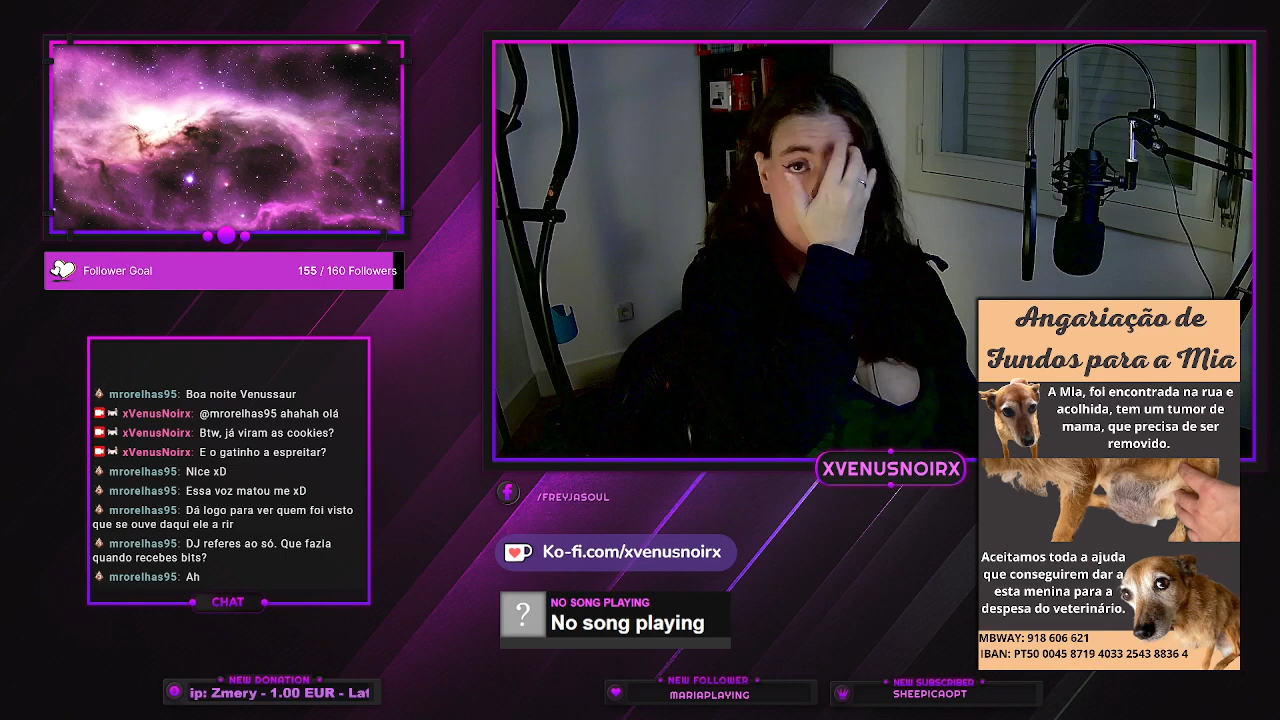 Follower Goal 155 / 160 Followers
mrorelhas95: Boa noite Venussaur
xVenusNoirx: @mrorelhas95 ahahah olá
xVenusNoirx: Btw, já viram as cookies?
xVenusNoirx: E o gatinho a espreitar?
mrorelhas95: NIce xD
mrorelhas95: Essa voz matou me xD
mrorelhas95: Dá logo para ver quem foi visto
que se ouve daqui ele a rir
mrorelhas95: DJ referes ao só. Que fazia
quando recebes bits?
mrorelhas95: Ah
CHAT
XVENUSNOIRX
/FREYJASOUL
Ko-fi.com/xvenusnoirx
?
NO SONG PLAYING
No song playing
Angariação de
Fundos para a Mia
A Mia, foi encontrada na rua e
acolhida, tem um tumor de
mama, que precisa de ser
removido.
Aceitamos toda a ajuda
que conseguirem dar a
esta menina para a
despesa do veterinário.
MBWAY: 918 606 621
IBAN: PT50 0045 8719 4033 2543 8836 4
NEW DONATION
ip: Zmery - 1.00 EUR - Lat
NEW FOLLOWER
MARIAPLAYING
NEW SUBSCRIBER
SHEEPICAOPT